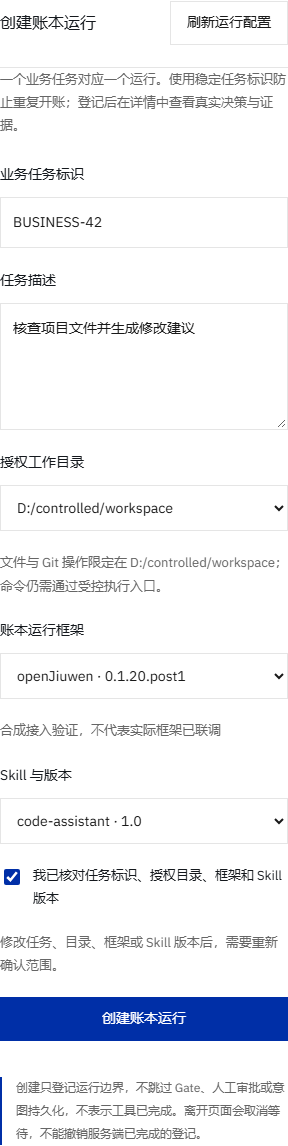 创建账本运行
刷新运行配置
一个业务任务对应一个运行。使用稳定任务标识防
止重复开账；登记后在详情中查看真实决策与证
据。
业务任务标识
BUSINESS-42
任务描述
核查项目文件并生成修改建议
授权工作目录
D:/controlled/workspace
文件与 Git 操作限定在 D:/controlled/workspace；
命令仍需通过受控执行入口。
账本运行框架
openJiuwen · 0.1.20.post1
合成接入验证，不代表实际框架已联调
Skill 与版本
code-assistant · 1.0
我已核对任务标识、授权目录、框架和 Skill
版本
修改任务、目录、框架或 Skill 版本后，需要重新
确认范围。
创建账本运行
创建只登记运行边界，不跳过 Gate、人工审批或意
图持久化，不表示工具已完成。离开页面会取消等
待，不能撤销服务端已完成的登记。